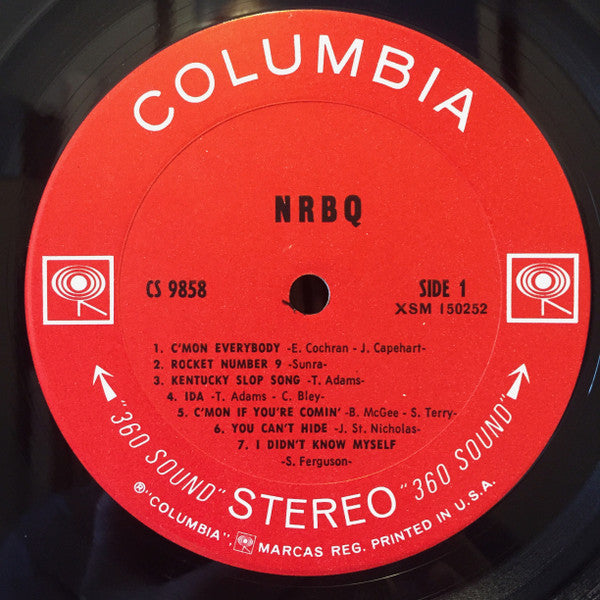 COLUMBIA
NRBQ
CS 9858
SIDE 1
XSM 150252
1. C'MON EVERYBODY -E. Cochran - J. Capehart-
2. ROCKET NUMBER 9 -Sunra-
3. KENTUCKY SLOP SONG -T. Adams-
4. IDA -T. Adams - C. Bley-
5. C'MON IF YOU'RE COMIN' -B. McGee - S. Terry-
6. YOU CAN'T HIDE -J. St. Nicholas-
7. I DIDN'T KNOW MYSELF
-S. Ferguson-
"360 SOUND" STEREO "360 SOUND"
®"COLUMBIA", MARCAS REG. PRINTED IN U.S.A.